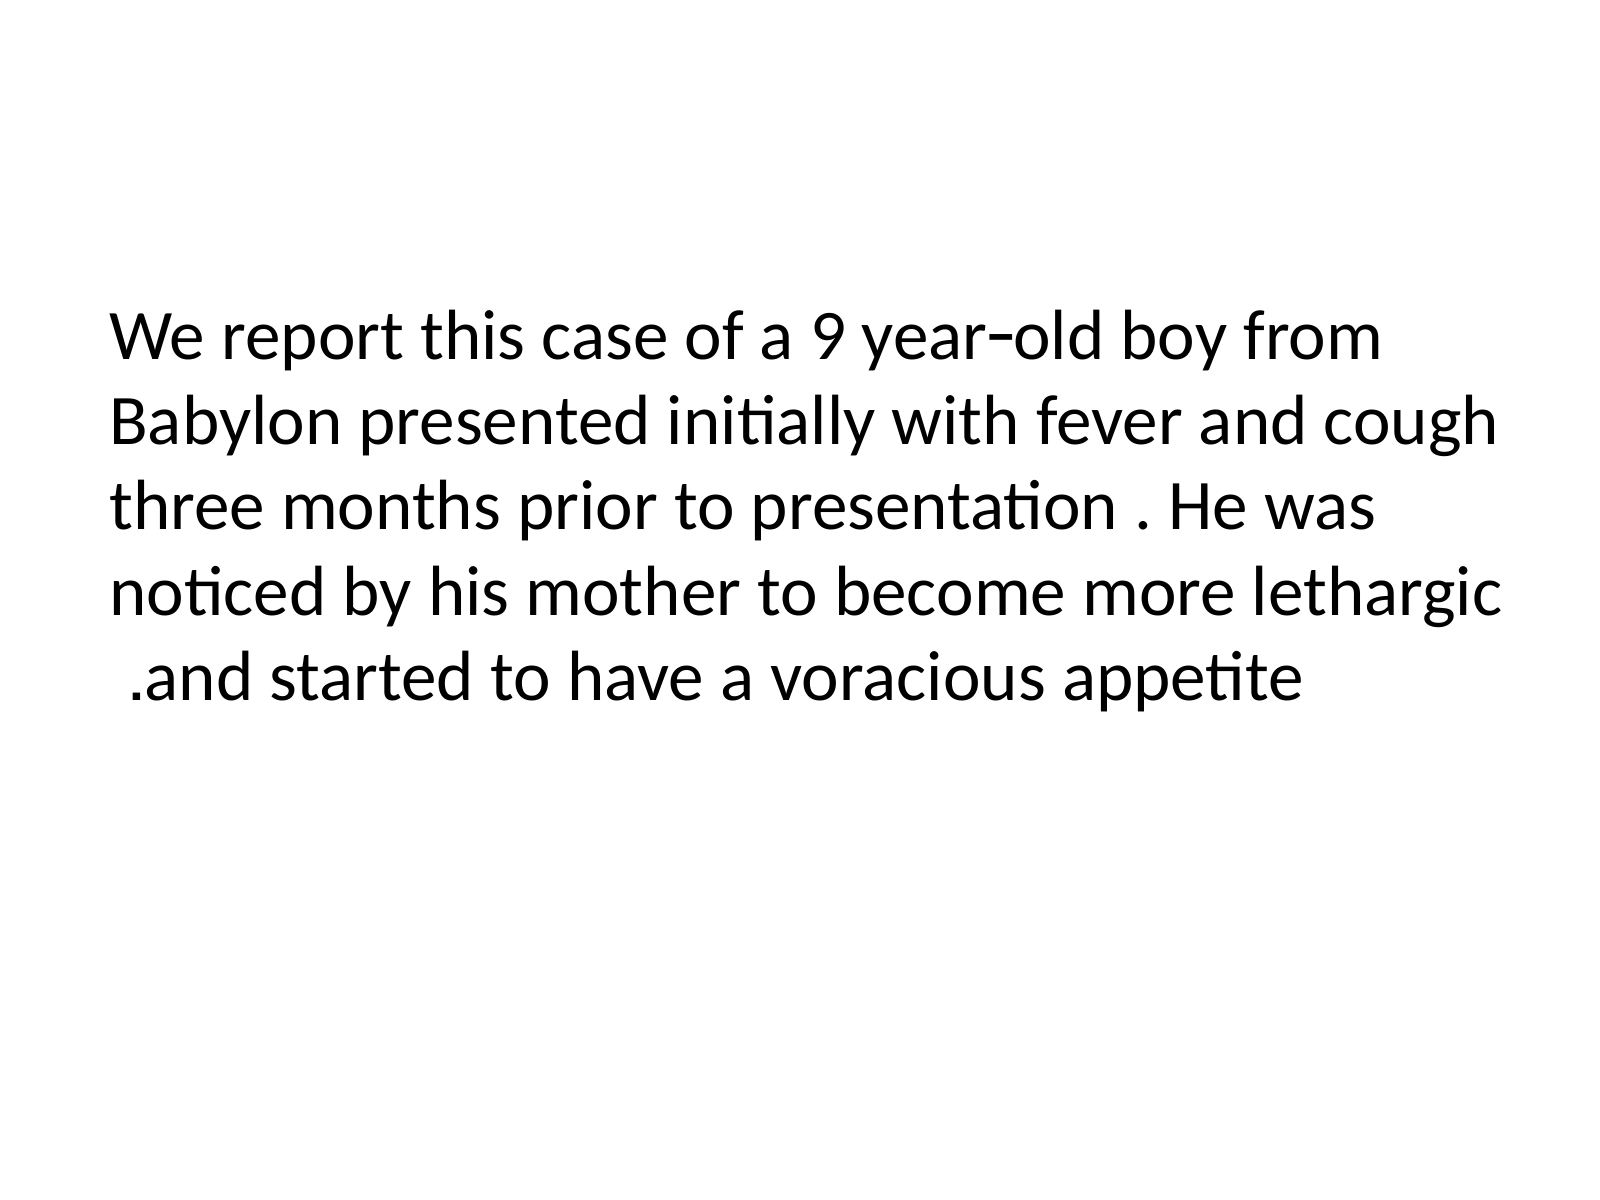 We report this case of a 9 year-old boy from
Babylon presented initially with fever and cough
three months prior to presentation . He was
noticed by his mother to become more lethargic
.and started to have a voracious appetite